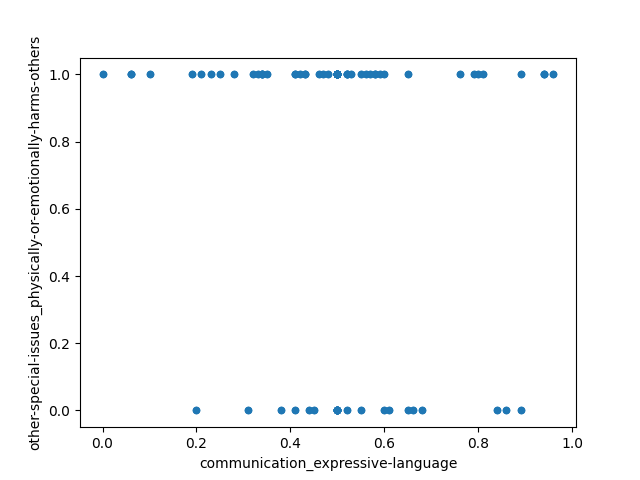 other-special-issues_physically-or-emotionally-harms-others
1.0
0.8
0.6
0.4
0.2
0.0
0.0 0.2 0.4 0.6 0.8 1.0
communication_expressive-language